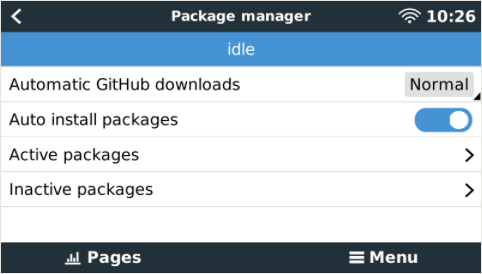 Package manager 10:26
idle
Automatic GitHub downloads Normal
Auto install packages
Active packages
Inactive packages
Pages Menu